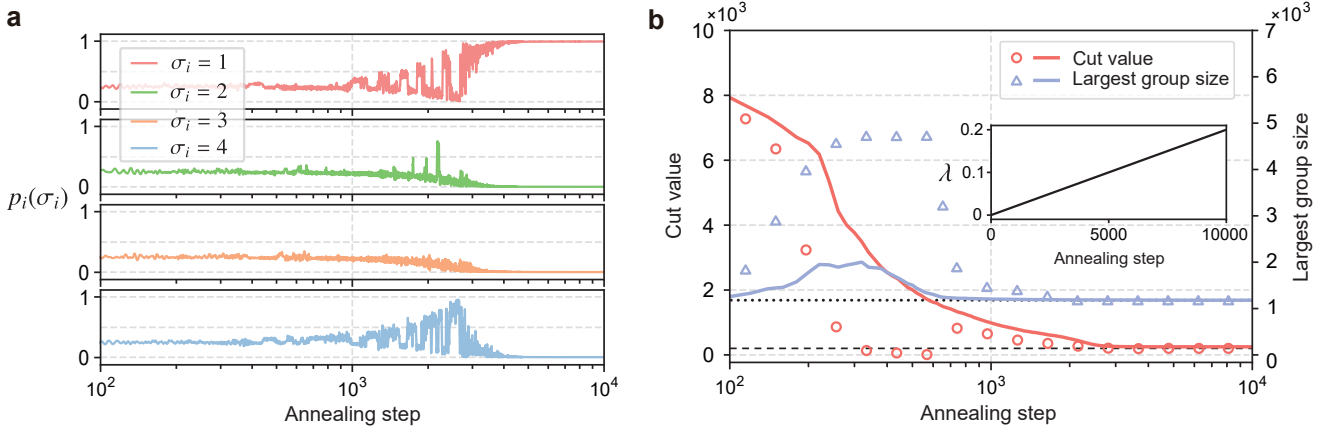 a
1
0
1
0
1
0
1
0
σᵢ = 1
σᵢ = 2
σᵢ = 3
σᵢ = 4
pᵢ(σᵢ)
10² 10³ 10⁴
Annealing step
b
×10³
10
8
6
4
2
0
Cut value
×10³
7
6
5
4
3
2
1
0
Largest group size
Cut value
Largest group size
0.2
0.1
0
λ
0 5000 10000
Annealing step
10² 10³ 10⁴
Annealing step